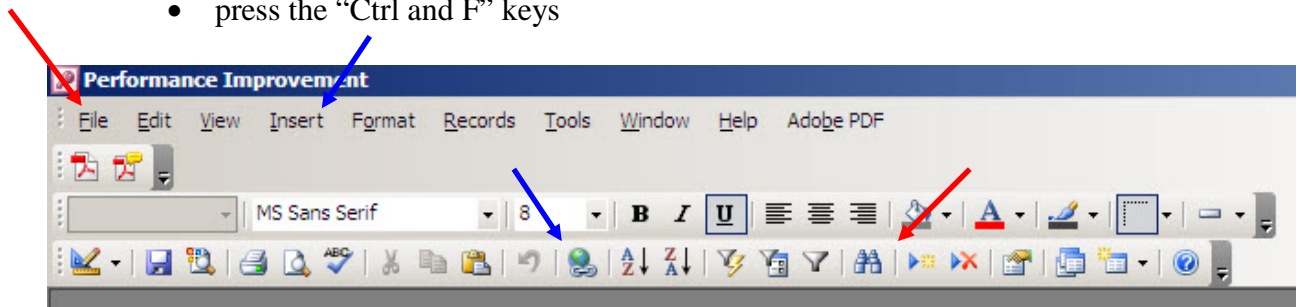 • press the “Ctrl and F” keys
Performance Improvement
File Edit View Insert Format Records Tools Window Help Adobe PDF
MS Sans Serif 8 B I U A
ABC A Z Z A